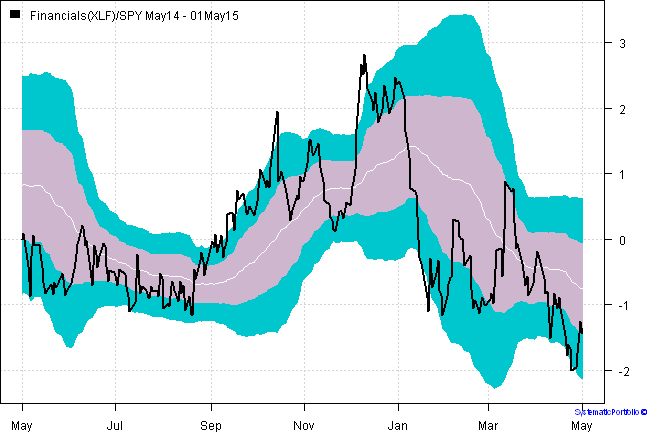 Financials(XLF)/SPY May14 - 01May15
3
2
1
0
-1
-2
May Jul Sep Nov Jan Mar May
SystematicPortfolio ©